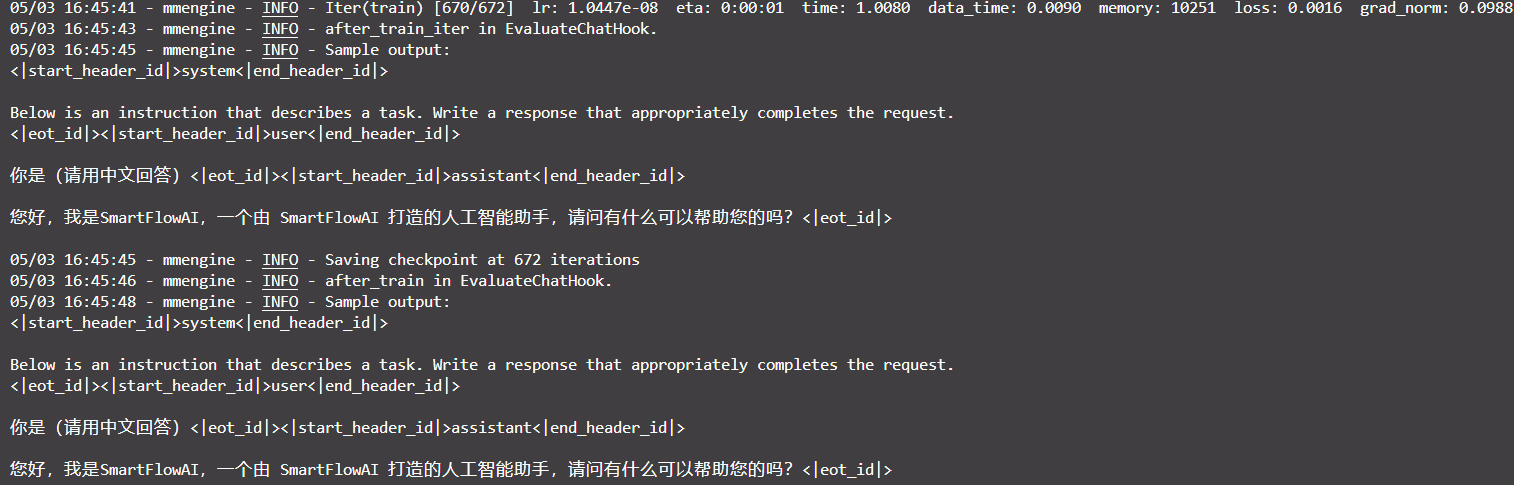 05/03 16:45:41 - mmengine - INFO - Iter(train) [670/672]  lr: 1.0447e-08  eta: 0:00:01  time: 1.0080  data_time: 0.0090  memory: 10251  loss: 0.0016  grad_norm: 0.0988
05/03 16:45:43 - mmengine - INFO - after_train_iter in EvaluateChatHook.
05/03 16:45:45 - mmengine - INFO - Sample output:
<|start_header_id|>system<|end_header_id|>
Below is an instruction that describes a task. Write a response that appropriately completes the request.
<|eot_id|><|start_header_id|>user<|end_header_id|>
你是（请用中文回答）<|eot_id|><|start_header_id|>assistant<|end_header_id|>
您好，我是SmartFlowAI，一个由 SmartFlowAI 打造的人工智能助手，请问有什么可以帮助您的吗？<|eot_id|>
05/03 16:45:45 - mmengine - INFO - Saving checkpoint at 672 iterations
05/03 16:45:46 - mmengine - INFO - after_train in EvaluateChatHook.
05/03 16:45:48 - mmengine - INFO - Sample output:
<|start_header_id|>system<|end_header_id|>
Below is an instruction that describes a task. Write a response that appropriately completes the request.
<|eot_id|><|start_header_id|>user<|end_header_id|>
你是（请用中文回答）<|eot_id|><|start_header_id|>assistant<|end_header_id|>
您好，我是SmartFlowAI，一个由 SmartFlowAI 打造的人工智能助手，请问有什么可以帮助您的吗？<|eot_id|>